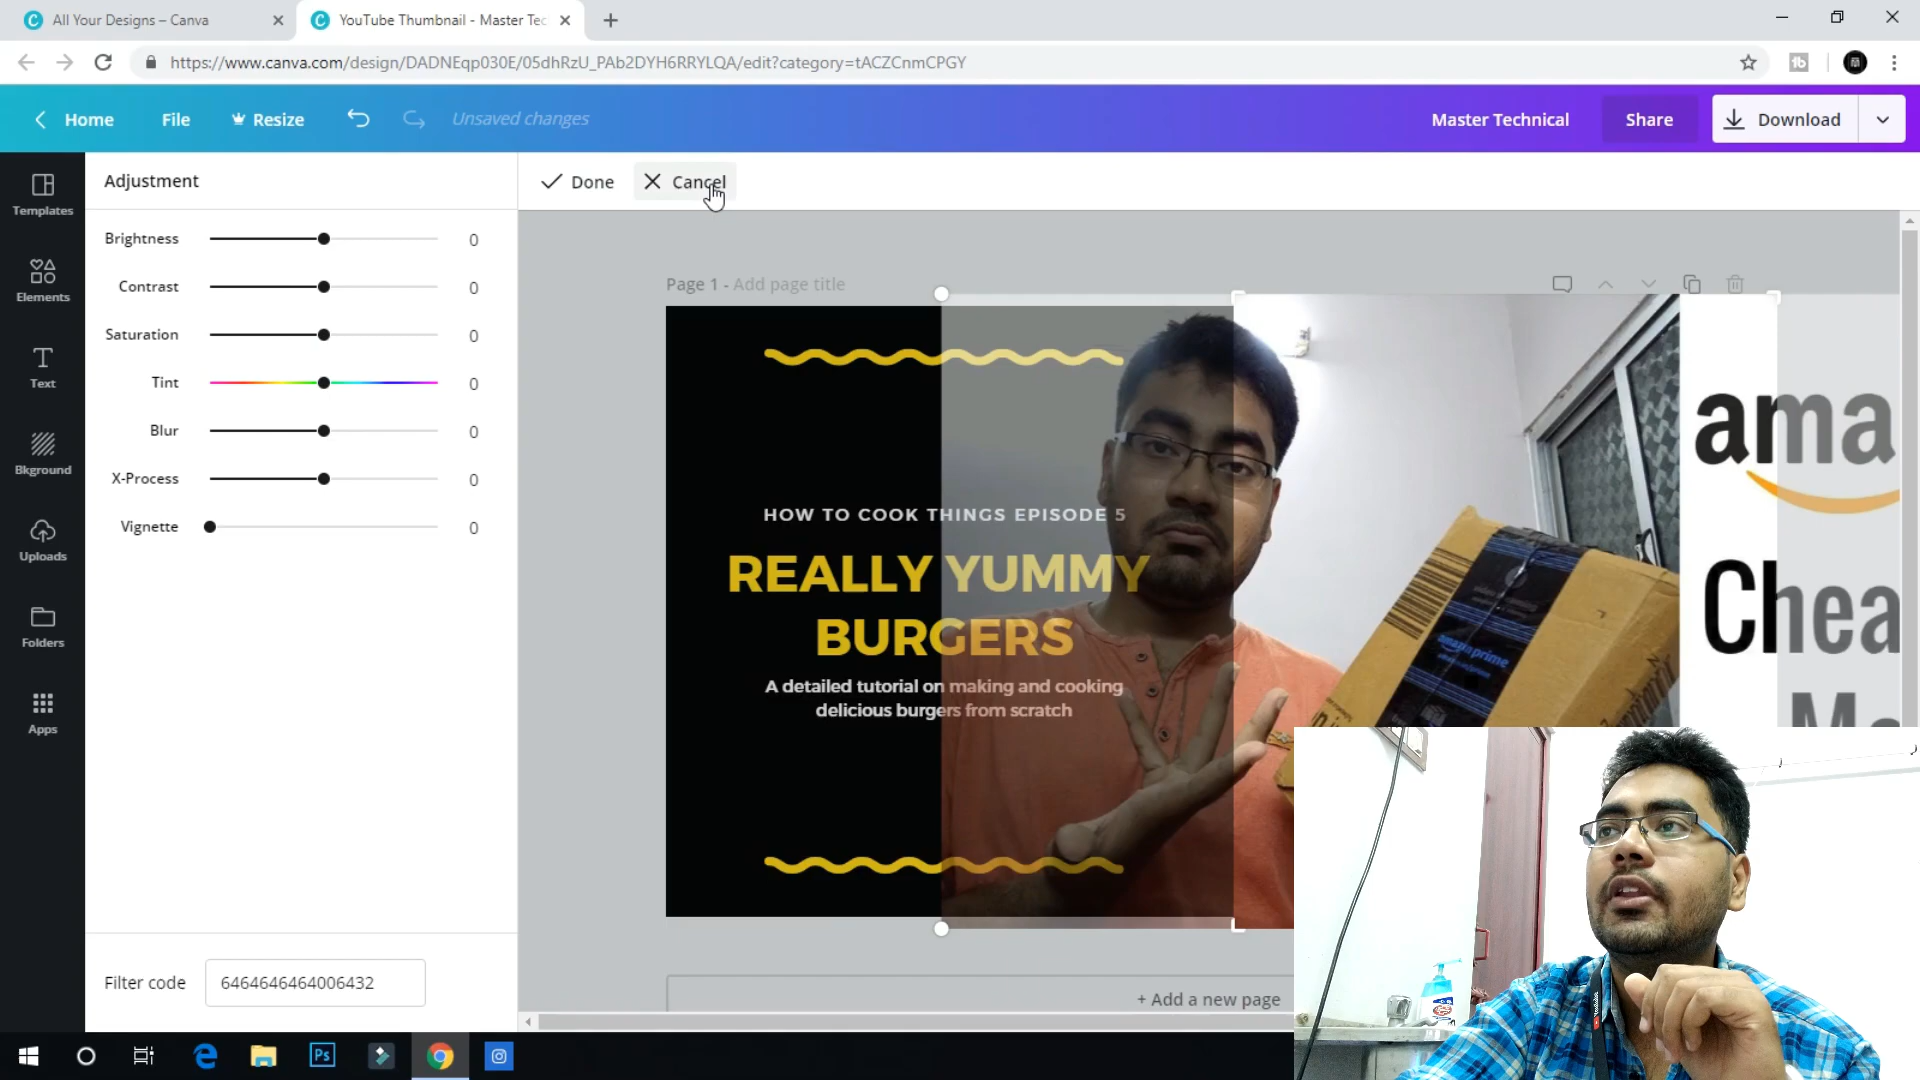 All Your Designs – Canva
YouTube Thumbnail - Master Tec
https://www.canva.com/design/DADNEqp030E/05dhRzU_PAb2DYH6RRYLQA/edit?category=tACZCnmCPGY
Home
File
Resize
Unsaved changes
Master Technical
Share
Download
Templates
Elements
Text
Bkground
Uploads
Folders
Apps
Adjustment
Brightness 0
Contrast 0
Saturation 0
Tint 0
Blur 0
X-Process 0
Vignette 0
Filter code 6464646464006432
Done
Cancel
Page 1 - Add page title
HOW TO COOK THINGS EPISODE 5
REALLY YUMMY
BURGERS
A detailed tutorial on making and cooking
delicious burgers from scratch
amazon prime
ama
Chea
+ Add a new page
Ps